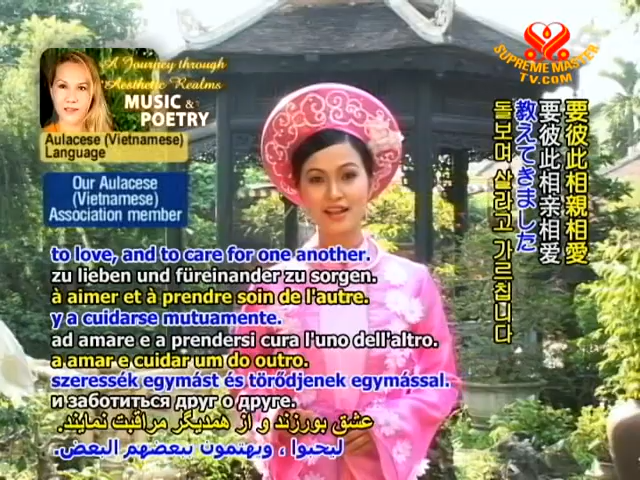 A Journey through
Aesthetic Realms
MUSIC &
POETRY
Aulacese (Vietnamese)
Language
Our Aulacese
(Vietnamese)
Association member
SUPREME MASTER
TV.COM
要彼此相親相愛
要彼此相亲相爱
教えてきました
돌보며 살라고 가르칩니다
to love, and to care for one another.
zu lieben und füreinander zu sorgen.
à aimer et à prendre soin de l'autre.
y a cuidarse mutuamente.
ad amare e a prendersi cura l'uno dell'altro.
a amar e cuidar um do outro.
szeressék egymást és törődjenek egymással.
и заботиться друг о друге.
عشق بورزند و از همدیگر مراقبت نمایند.
ليحبوا ، ويهتمون ببعضهم البعض.